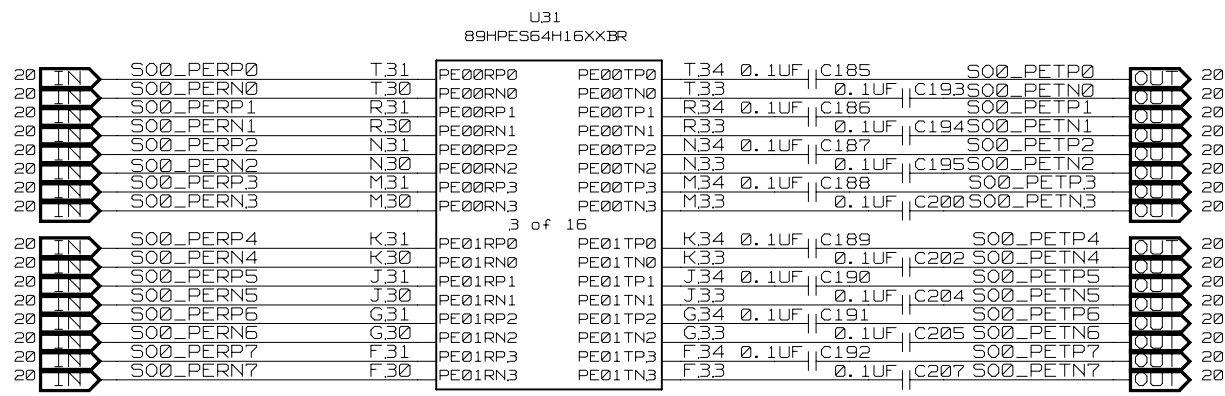 U31
89HPES64H16XXBR
20 IN S00_PERP0 T31 PE00RP0 PE00TP0 T34 0.1UF C185 S00_PETP0 OUT 20
20 IN S00_PERN0 T30 PE00RN0 PE00TN0 T33 0.1UF C193 S00_PETN0 OUT 20
20 IN S00_PERP1 R31 PE00RP1 PE00TP1 R34 0.1UF C186 S00_PETP1 OUT 20
20 IN S00_PERN1 R30 PE00RN1 PE00TN1 R33 0.1UF C194 S00_PETN1 OUT 20
20 IN S00_PERP2 N31 PE00RP2 PE00TP2 N34 0.1UF C187 S00_PETP2 OUT 20
20 IN S00_PERN2 N30 PE00RN2 PE00TN2 N33 0.1UF C195 S00_PETN2 OUT 20
20 IN S00_PERP3 M31 PE00RP3 PE00TP3 M34 0.1UF C188 S00_PETP3 OUT 20
20 IN S00_PERN3 M30 PE00RN3 PE00TN3 M33 0.1UF C200 S00_PETN3 OUT 20
3 of 16
20 IN S00_PERP4 K31 PE01RP0 PE01TP0 K34 0.1UF C189 S00_PETP4 OUT 20
20 IN S00_PERN4 K30 PE01RN0 PE01TN0 K33 0.1UF C202 S00_PETN4 OUT 20
20 IN S00_PERP5 J31 PE01RP1 PE01TP1 J34 0.1UF C190 S00_PETP5 OUT 20
20 IN S00_PERN5 J30 PE01RN1 PE01TN1 J33 0.1UF C204 S00_PETN5 OUT 20
20 IN S00_PERP6 G31 PE01RP2 PE01TP2 G34 0.1UF C191 S00_PETP6 OUT 20
20 IN S00_PERN6 G30 PE01RN2 PE01TN2 G33 0.1UF C205 S00_PETN6 OUT 20
20 IN S00_PERP7 F31 PE01RP3 PE01TP3 F34 0.1UF C192 S00_PETP7 OUT 20
20 IN S00_PERN7 F30 PE01RN3 PE01TN3 F33 0.1UF C207 S00_PETN7 OUT 20